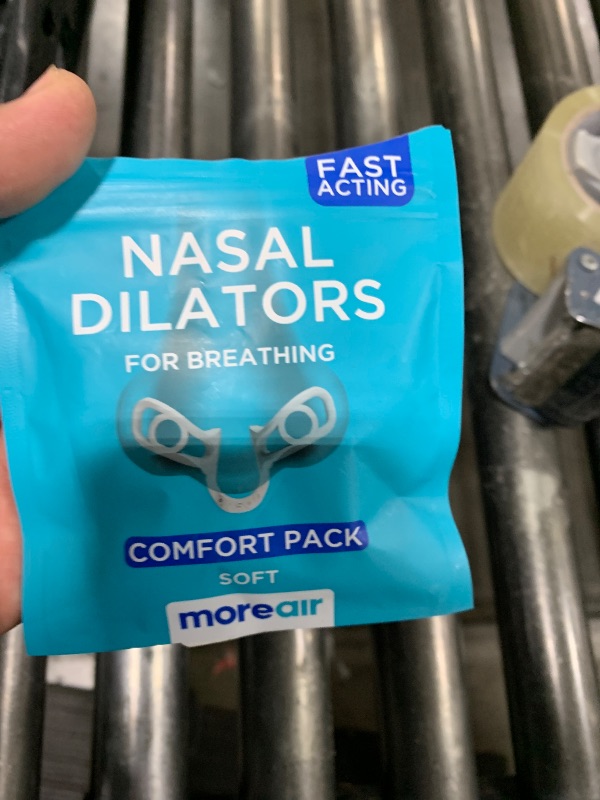 FAST
ACTING
NASAL
DILATORS
FOR BREATHING
COMFORT PACK
SOFT
moreair